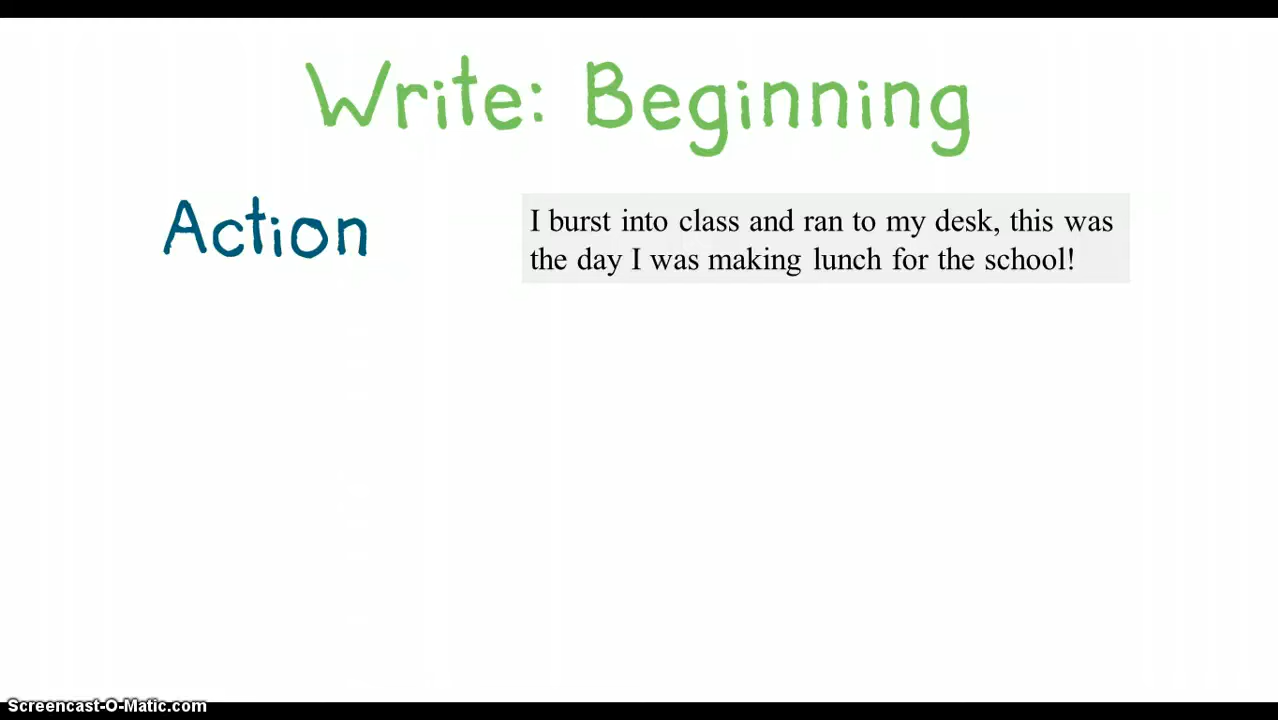 Write: Beginning
Action
I burst into class and ran to my desk, this was
the day I was making lunch for the school!
Screencast-O-Matic.com